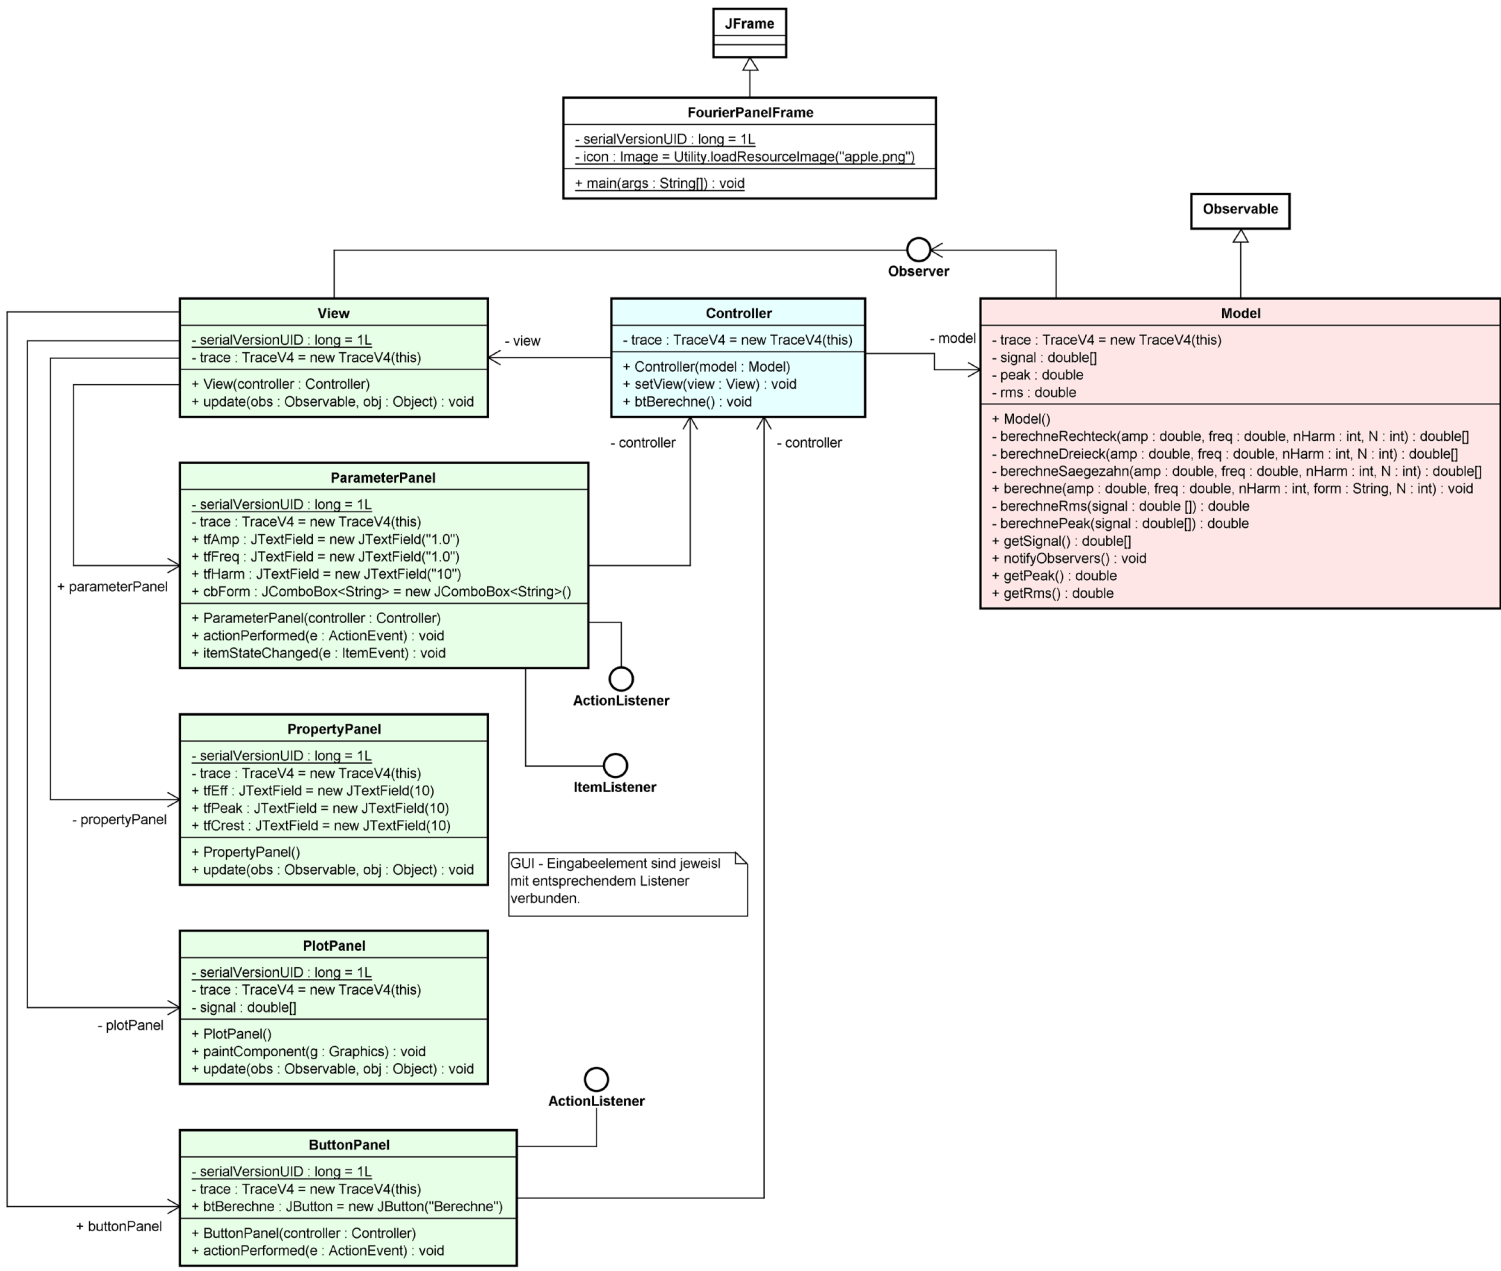 JFrame
FourierPanelFrame
- serialVersionUID : long = 1L
- icon : Image = Utility.loadResourceImage("apple.png")
+ main(args : String[]) : void
Observable
Observer
View
- serialVersionUID : long = 1L
- trace : TraceV4 = new TraceV4(this)
+ View(controller : Controller)
+ update(obs : Observable, obj : Object) : void
- view
Controller
- trace : TraceV4 = new TraceV4(this)
+ Controller(model : Model)
+ setView(view : View) : void
+ btBerechne() : void
- model
Model
- trace : TraceV4 = new TraceV4(this)
- signal : double[]
- peak : double
- rms : double
+ Model()
- berechneRechteck(amp : double, freq : double, nHarm : int, N : int) : double[]
- berechneDreieck(amp : double, freq : double, nHarm : int, N : int) : double[]
- berechneSaegezahn(amp : double, freq : double, nHarm : int, N : int) : double[]
+ berechne(amp : double, freq : double, nHarm : int, form : String, N : int) : void
- berechneRms(signal : double []) : double
- berechnePeak(signal : double[]) : double
+ getSignal() : double[]
+ notifyObservers() : void
+ getPeak() : double
+ getRms() : double
- controller
- controller
ParameterPanel
- serialVersionUID : long = 1L
- trace : TraceV4 = new TraceV4(this)
+ tfAmp : JTextField = new JTextField("1.0")
+ tfFreq : JTextField = new JTextField("1.0")
+ tfHarm : JTextField = new JTextField("10")
+ cbForm : JComboBox<String> = new JComboBox<String>()
+ ParameterPanel(controller : Controller)
+ actionPerformed(e : ActionEvent) : void
+ itemStateChanged(e : ItemEvent) : void
+ parameterPanel
ActionListener
ItemListener
PropertyPanel
- serialVersionUID : long = 1L
- trace : TraceV4 = new TraceV4(this)
+ tfEff : JTextField = new JTextField(10)
+ tfPeak : JTextField = new JTextField(10)
+ tfCrest : JTextField = new JTextField(10)
+ PropertyPanel()
+ update(obs : Observable, obj : Object) : void
- propertyPanel
GUI - Eingabeelement sind jeweisl
mit entsprechendem Listener
verbunden.
PlotPanel
- serialVersionUID : long = 1L
- trace : TraceV4 = new TraceV4(this)
- signal : double[]
+ PlotPanel()
+ paintComponent(g : Graphics) : void
+ update(obs : Observable, obj : Object) : void
- plotPanel
ActionListener
ButtonPanel
- serialVersionUID : long = 1L
- trace : TraceV4 = new TraceV4(this)
+ btBerechne : JButton = new JButton("Berechne")
+ ButtonPanel(controller : Controller)
+ actionPerformed(e : ActionEvent) : void
+ buttonPanel